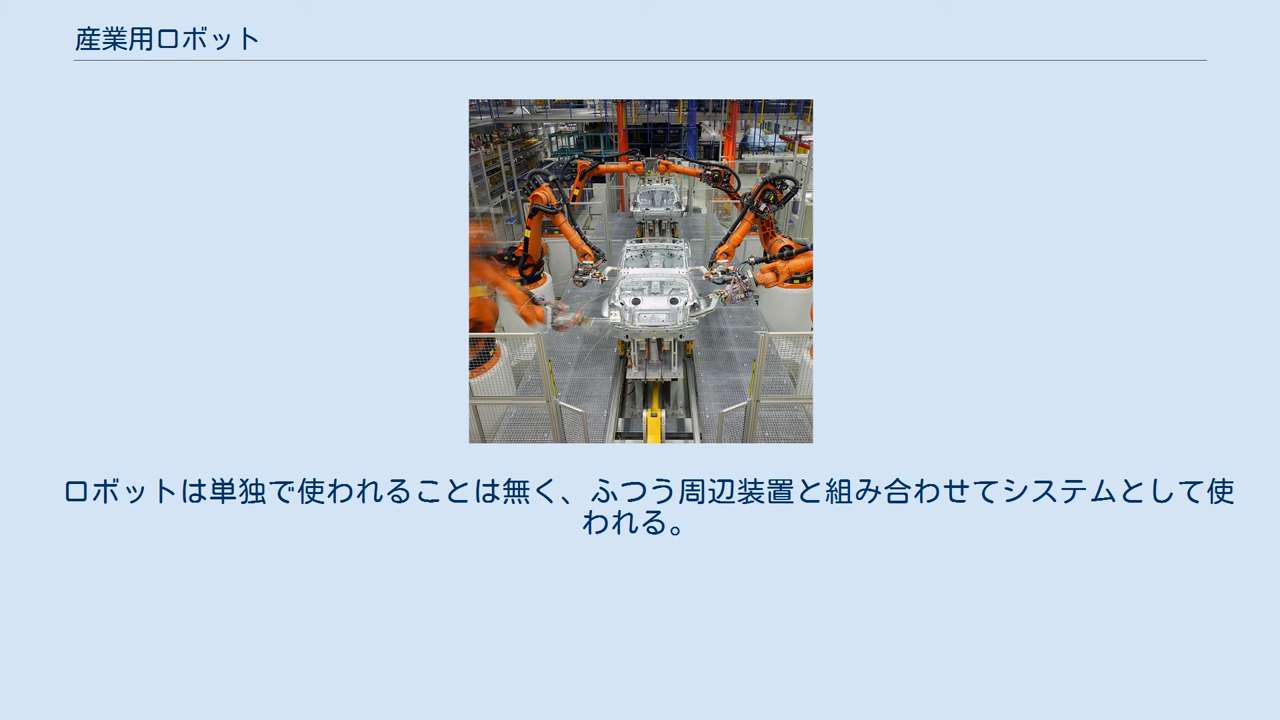 産業用ロボット
ロボットは単独で使われることは無く、ふつう周辺装置と組み合わせてシステムとして使
われる。